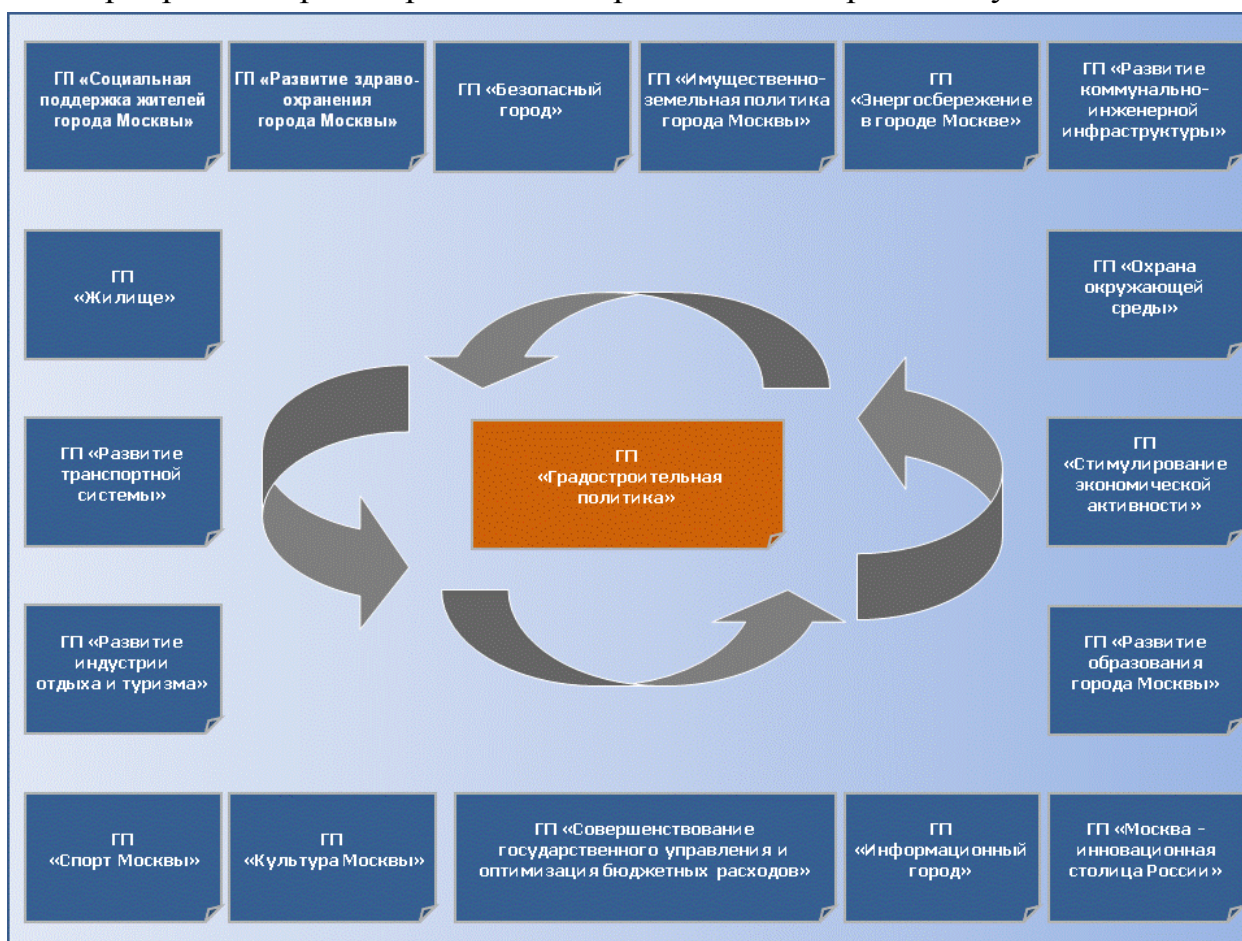 ГП «Социальная
поддержка жителей
города Москвы»
ГП «Развитие здраво-
охранения
города Москвы»
ГП «Безопасный
город»
ГП «Имущественно-
земельная политика
города Москвы»
ГП
«Энергосбережение
в городе Москве»
ГП «Развитие
коммунально-
инженерной
инфраструктуры»
ГП
«Жилище»
ГП «Охрана
окружающей
среды»
ГП «Развитие
транспортной
системы»
ГП
«Градостроительная
политика»
ГП
«Стимулирование
экономической
активности»
ГП «Развитие
индустрии
отдыха и туризма»
ГП «Развитие
образования
города Москвы»
ГП
«Спорт Москвы»
ГП
«Культура Москвы»
ГП «Совершенствование
государственного управления и
оптимизация бюджетных расходов»
ГП
«Информационный
город»
ГП «Москва -
инновационная
столица России»